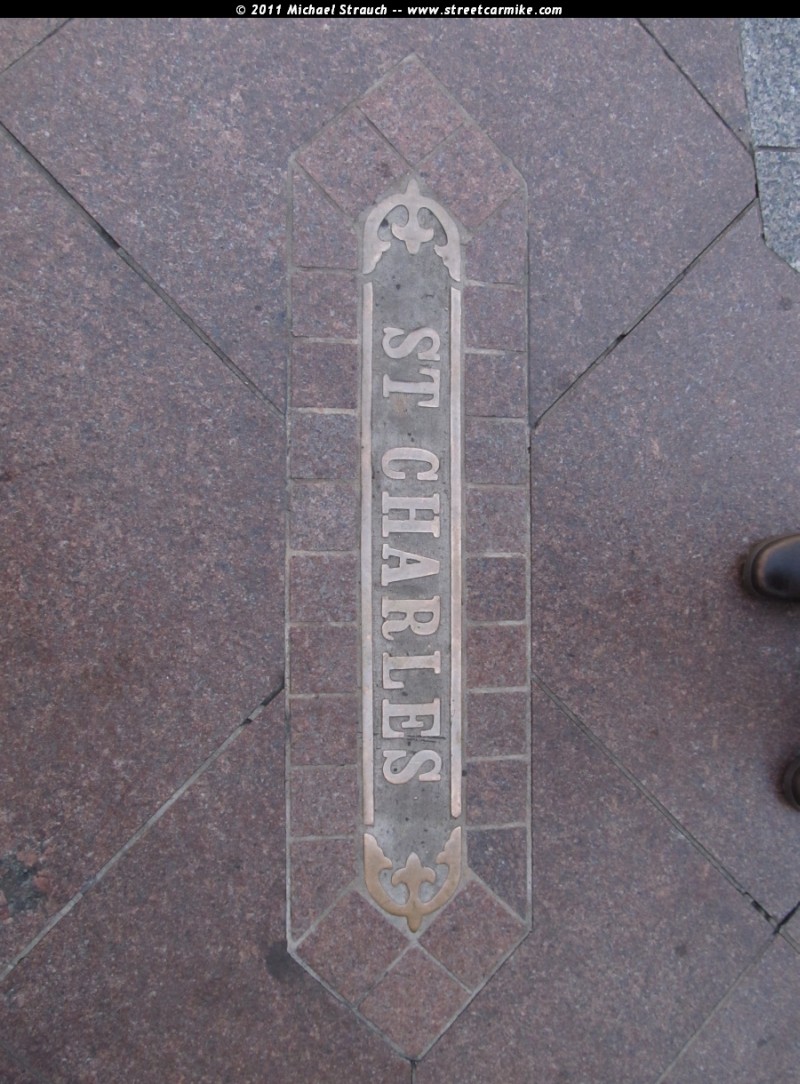 © 2011 Michael Strauch -- www.streetcarmike.com
ST CHARLES